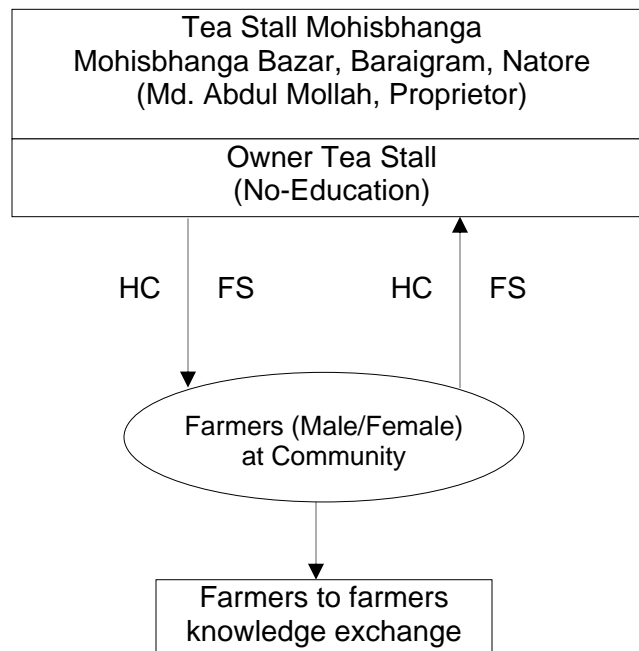 Tea Stall Mohisbhanga
Mohisbhanga Bazar, Baraigram, Natore
(Md. Abdul Mollah, Proprietor)
Owner Tea Stall
(No-Education)
HC FS HC FS
Farmers (Male/Female)
at Community
Farmers to farmers
knowledge exchange